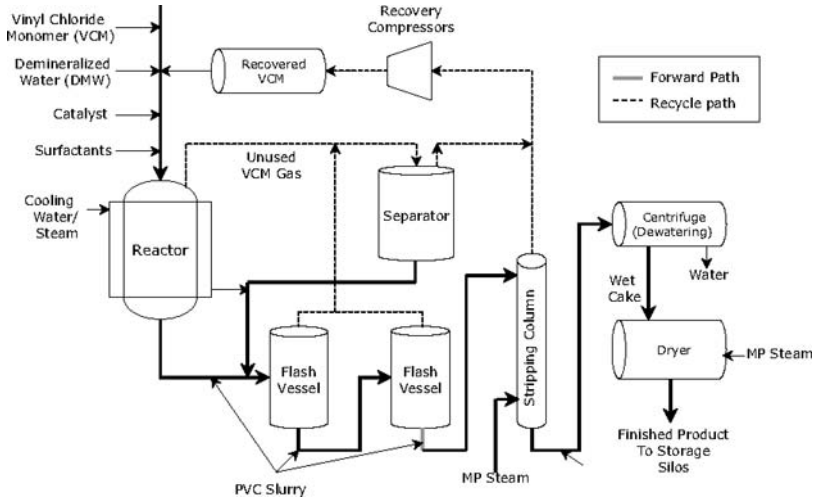 Vinyl Chloride
Monomer (VCM)
Demineralized
Water (DMW)
Catalyst
Surfactants
Cooling
Water/
Steam
Reactor
Recovered
VCM
Recovery
Compressors
Forward Path
Recycle path
Unused
VCM Gas
Separator
Flash
Vessel
Flash
Vessel
PVC Slurry
Stripping Column
MP Steam
Centrifuge
(Dewatering)
Water
Wet
Cake
Dryer
MP Steam
Finished Product
To Storage
Silos